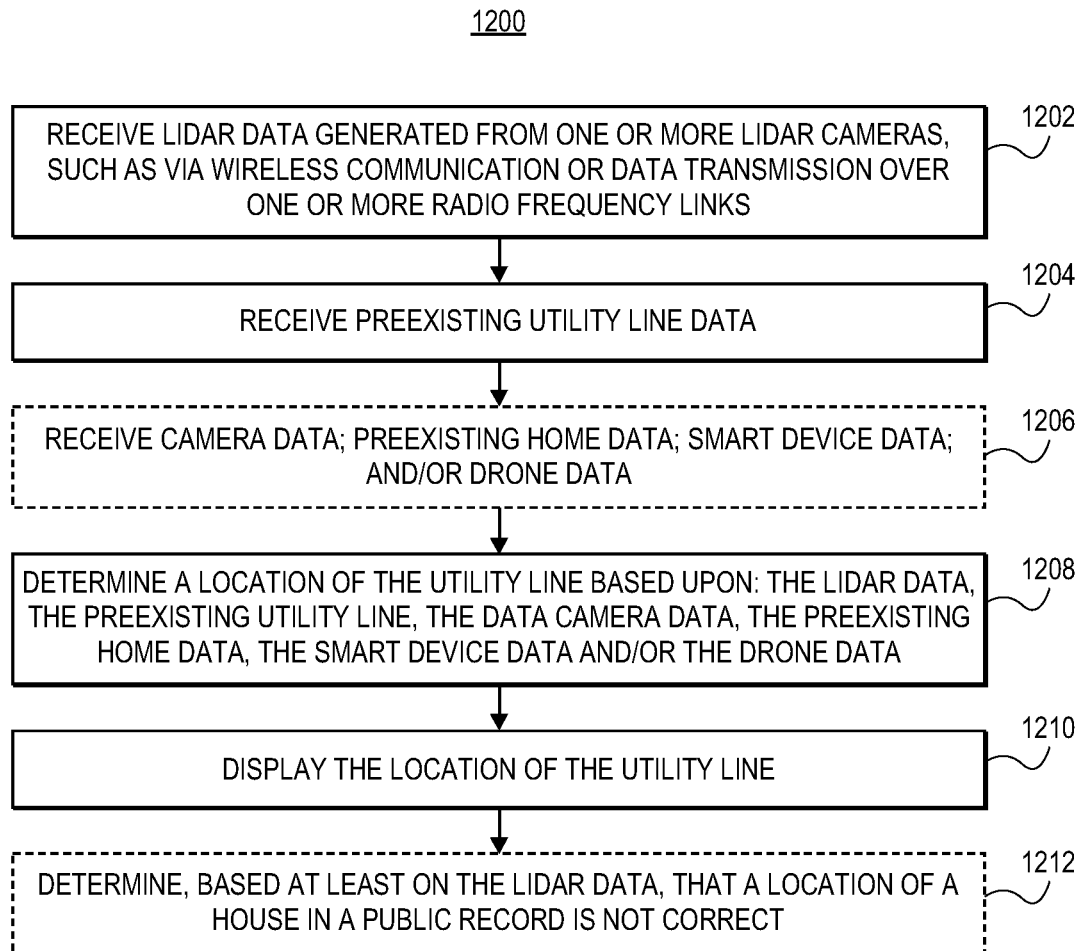 1200
RECEIVE LIDAR DATA GENERATED FROM ONE OR MORE LIDAR CAMERAS,
SUCH AS VIA WIRELESS COMMUNICATION OR DATA TRANSMISSION OVER
ONE OR MORE RADIO FREQUENCY LINKS
1202
RECEIVE PREEXISTING UTILITY LINE DATA
1204
RECEIVE CAMERA DATA; PREEXISTING HOME DATA; SMART DEVICE DATA;
AND/OR DRONE DATA
1206
DETERMINE A LOCATION OF THE UTILITY LINE BASED UPON: THE LIDAR DATA,
THE PREEXISTING UTILITY LINE, THE DATA CAMERA DATA, THE PREEXISTING
HOME DATA, THE SMART DEVICE DATA AND/OR THE DRONE DATA
1208
DISPLAY THE LOCATION OF THE UTILITY LINE
1210
DETERMINE, BASED AT LEAST ON THE LIDAR DATA, THAT A LOCATION OF A
HOUSE IN A PUBLIC RECORD IS NOT CORRECT
1212